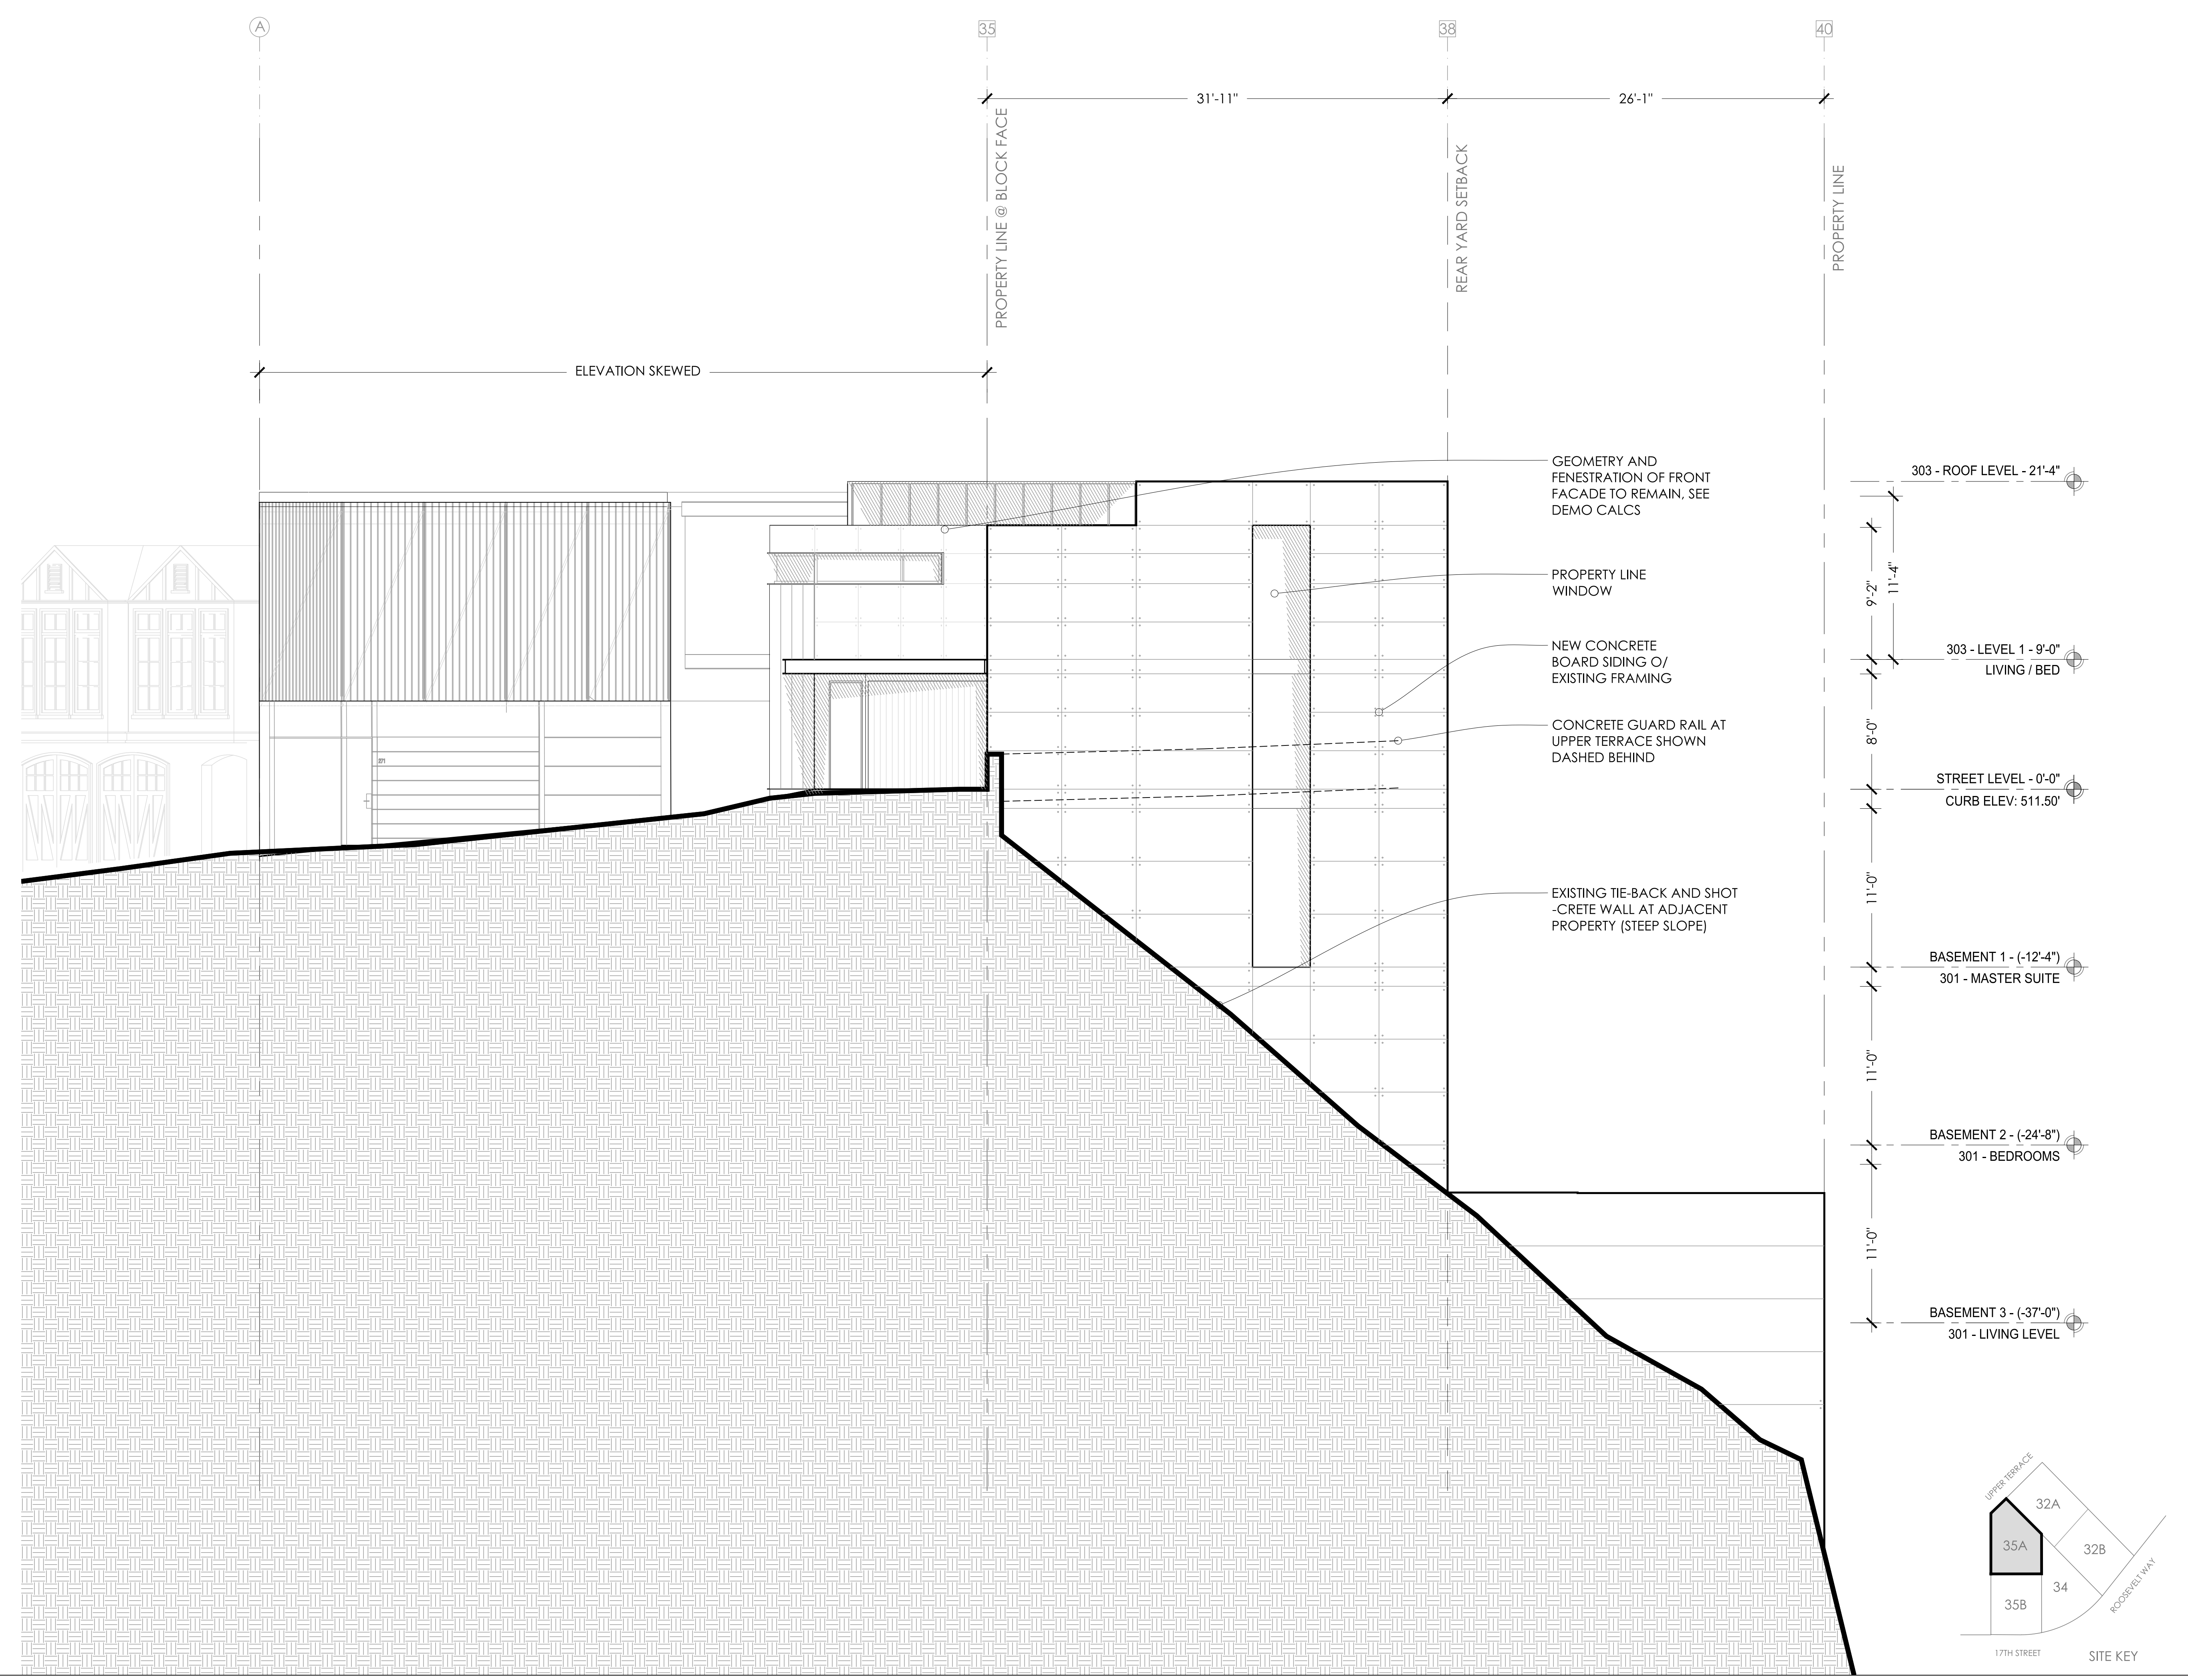 A
35
38
40
31'-11"
26'-1"
PROPERTY LINE @ BLOCK FACE
REAR YARD SETBACK
PROPERTY LINE
ELEVATION SKEWED
GEOMETRY AND
FENESTRATION OF FRONT
FACADE TO REMAIN, SEE
DEMO CALCS
PROPERTY LINE
WINDOW
NEW CONCRETE
BOARD SIDING O/
EXISTING FRAMING
CONCRETE GUARD RAIL AT
UPPER TERRACE SHOWN
DASHED BEHIND
EXISTING TIE-BACK AND SHOT
-CRETE WALL AT ADJACENT
PROPERTY (STEEP SLOPE)
303 - ROOF LEVEL - 21'-4"
9'-2"
11'-4"
303 - LEVEL 1 - 9'-0"
LIVING / BED
8'-0"
STREET LEVEL - 0'-0"
CURB ELEV: 511.50'
11'-0"
BASEMENT 1 - (-12'-4")
301 - MASTER SUITE
11'-0"
BASEMENT 2 - (-24'-8")
301 - BEDROOMS
11'-0"
BASEMENT 3 - (-37'-0")
301 - LIVING LEVEL
UPPER TERRACE
32A
35A
32B
34
35B
ROOSEVELT WAY
17TH STREET
SITE KEY